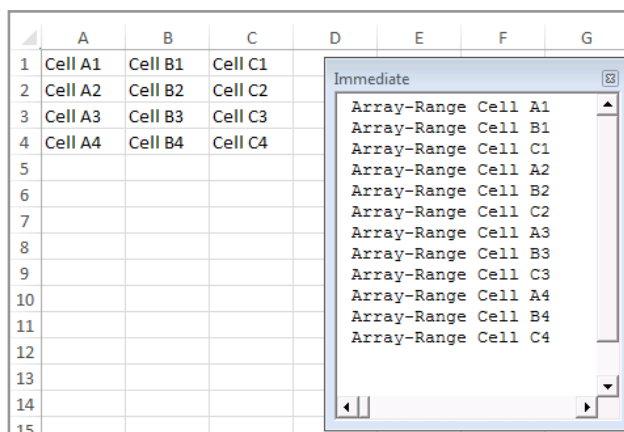 A B C D E F G
1 Cell A1 Cell B1 Cell C1
2 Cell A2 Cell B2 Cell C2
3 Cell A3 Cell B3 Cell C3
4 Cell A4 Cell B4 Cell C4
5
6
7
8
9
10
11
12
13
14
15
Immediate
Array-Range Cell A1
Array-Range Cell B1
Array-Range Cell C1
Array-Range Cell A2
Array-Range Cell B2
Array-Range Cell C2
Array-Range Cell A3
Array-Range Cell B3
Array-Range Cell C3
Array-Range Cell A4
Array-Range Cell B4
Array-Range Cell C4